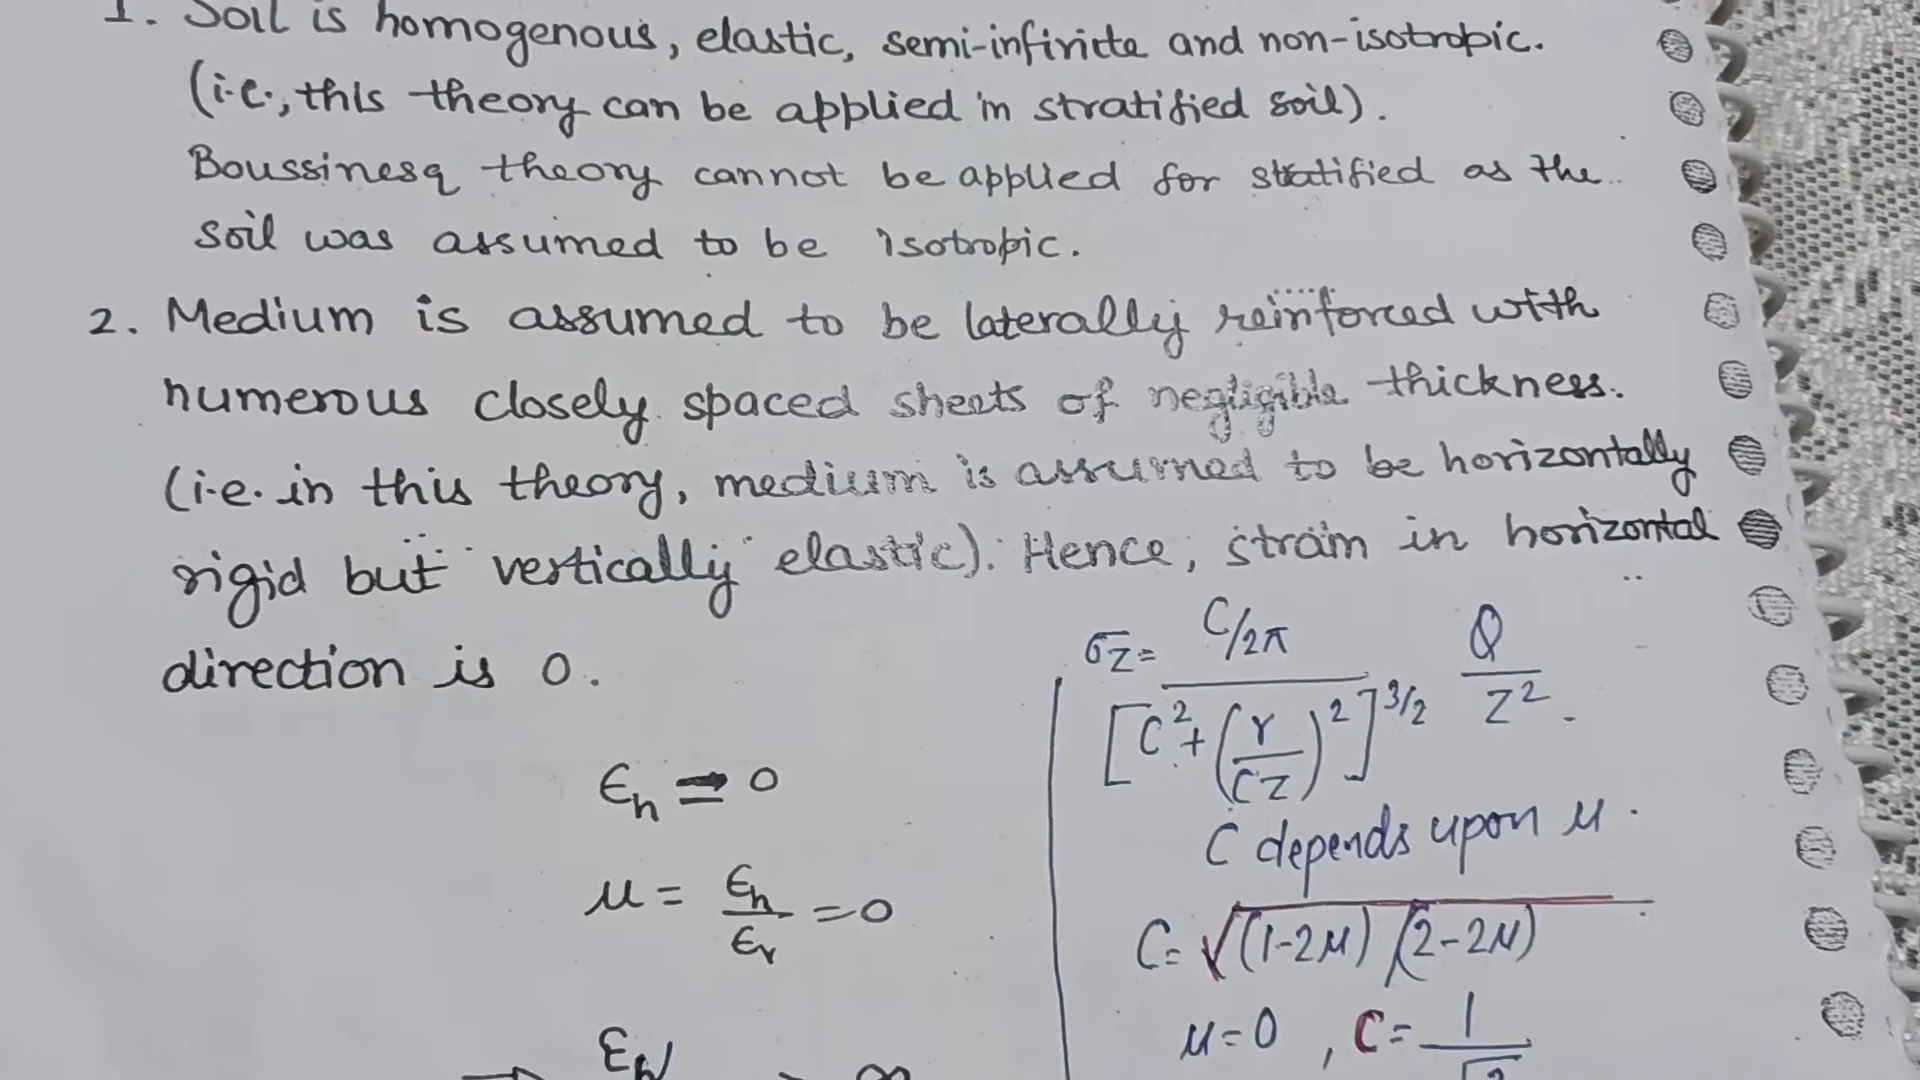 1. Soil is homogenous, elastic, semi-infinite and non-isotropic.
(i.e., this theory can be applied in stratified soil).
Boussinesq theory cannot be applied for stratified as the
soil was assumed to be isotropic.
2. Medium is assumed to be laterally reinforced with
numerous closely spaced sheets of negligible thickness.
(i.e. in this theory, medium is assumed to be horizontally
rigid but vertically elastic). Hence, strain in horizontal
direction is 0.
Єh = 0
μ = Єh/Єv = 0
σz = (C/2π)/[C² + (r/CZ)²]^3/2 Q/Z².
C depends upon μ.
C = √(1-2μ)/(2-2μ)
μ=0, C = 1/√2